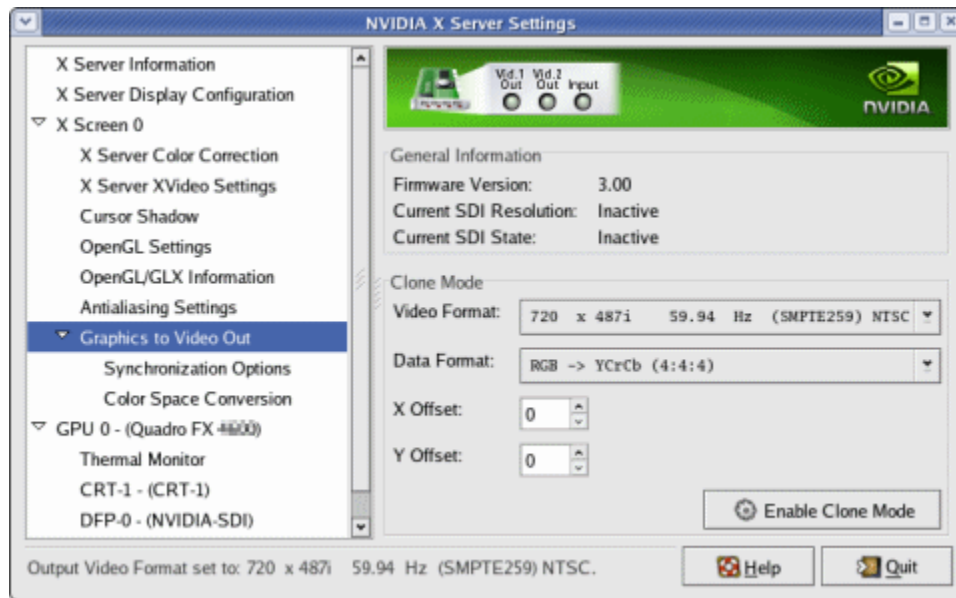 NVIDIA X Server Settings
X Server Information
X Server Display Configuration
X Screen 0
X Server Color Correction
X Server XVideo Settings
Cursor Shadow
OpenGL Settings
OpenGL/GLX Information
Antialiasing Settings
Graphics to Video Out
Synchronization Options
Color Space Conversion
GPU 0 - (Quadro FX
Thermal Monitor
CRT-1 - (CRT-1)
DFP-0 - (NVIDIA-SDI)
Vid.1 Out
Vid.2 Out
Input
NVIDIA.
General Information
Firmware Version: 3.00
Current SDI Resolution: Inactive
Current SDI State: Inactive
Clone Mode
Video Format: 720 x 487i 59.94 Hz (SMPTE259) NTSC
Data Format: RGB -> YCrCb (4:4:4)
X Offset: 0
Y Offset: 0
Enable Clone Mode
Output Video Format set to: 720 x 487i 59.94 Hz (SMPTE259) NTSC.
Help
Quit